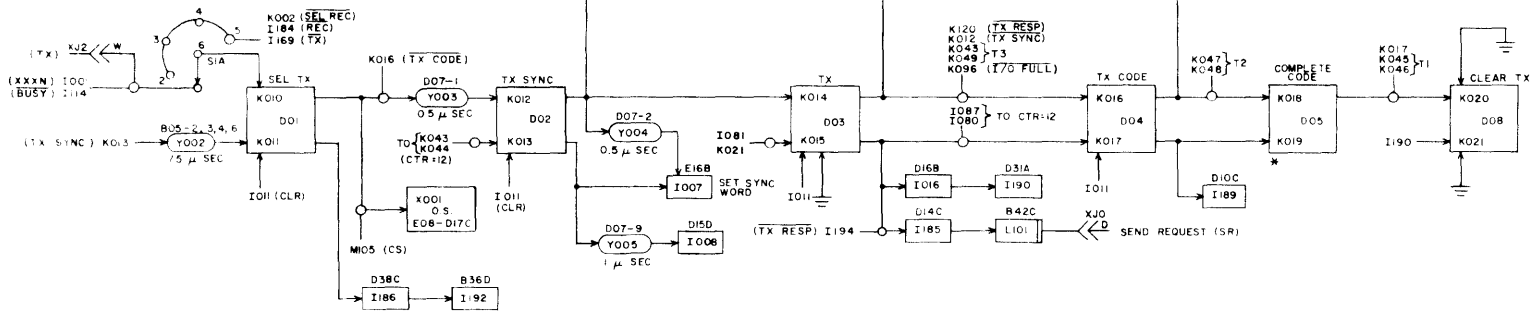 4
3
5
2
6
S1A
K002 (SEL REC)
I184 (REC)
I169 (TX)
(TX) XJ2 W
(BUSY) I114
SEL TX
K010
D01
K011
K016 (TX CODE)
D07-1
Y003
0.5 μ SEC
B05-2,3,4,6
(TX SYNC) K013
Y002
I011 (CLR)
X001
O.S.
E08-D17C
M105 (CS)
D38C
I186
B36D
I192
TX SYNC
K012
D02
K013
TO { K043
K044
(CTR=12)
I011 (CLR)
D07-2
Y004
0.5 μ SEC
E16B
I007
SET SYNC
WORD
D07-9
Y005
1 μ SEC
D15D
I008
TX
K014
D03
K015
I081
K021
I011
K120 (TX RESP)
K012 (TX SYNC)
K043
K049 } T3
K096 (I/O FULL)
I087
I080 } TO CTR=12
D16B
I016
D31A
I190
(TX RESP) I194
D14C
I185
B42C
L101
XJ0
D
SEND REQUEST (SR)
TX CODE
K016
D04
K017
I011
K047
K048 } T2
D10C
I189
COMPLETE
CODE
K018
D05
K019
*
K017
K045
K046 } T1
CLEAR TX
K020
D08
K021
I190